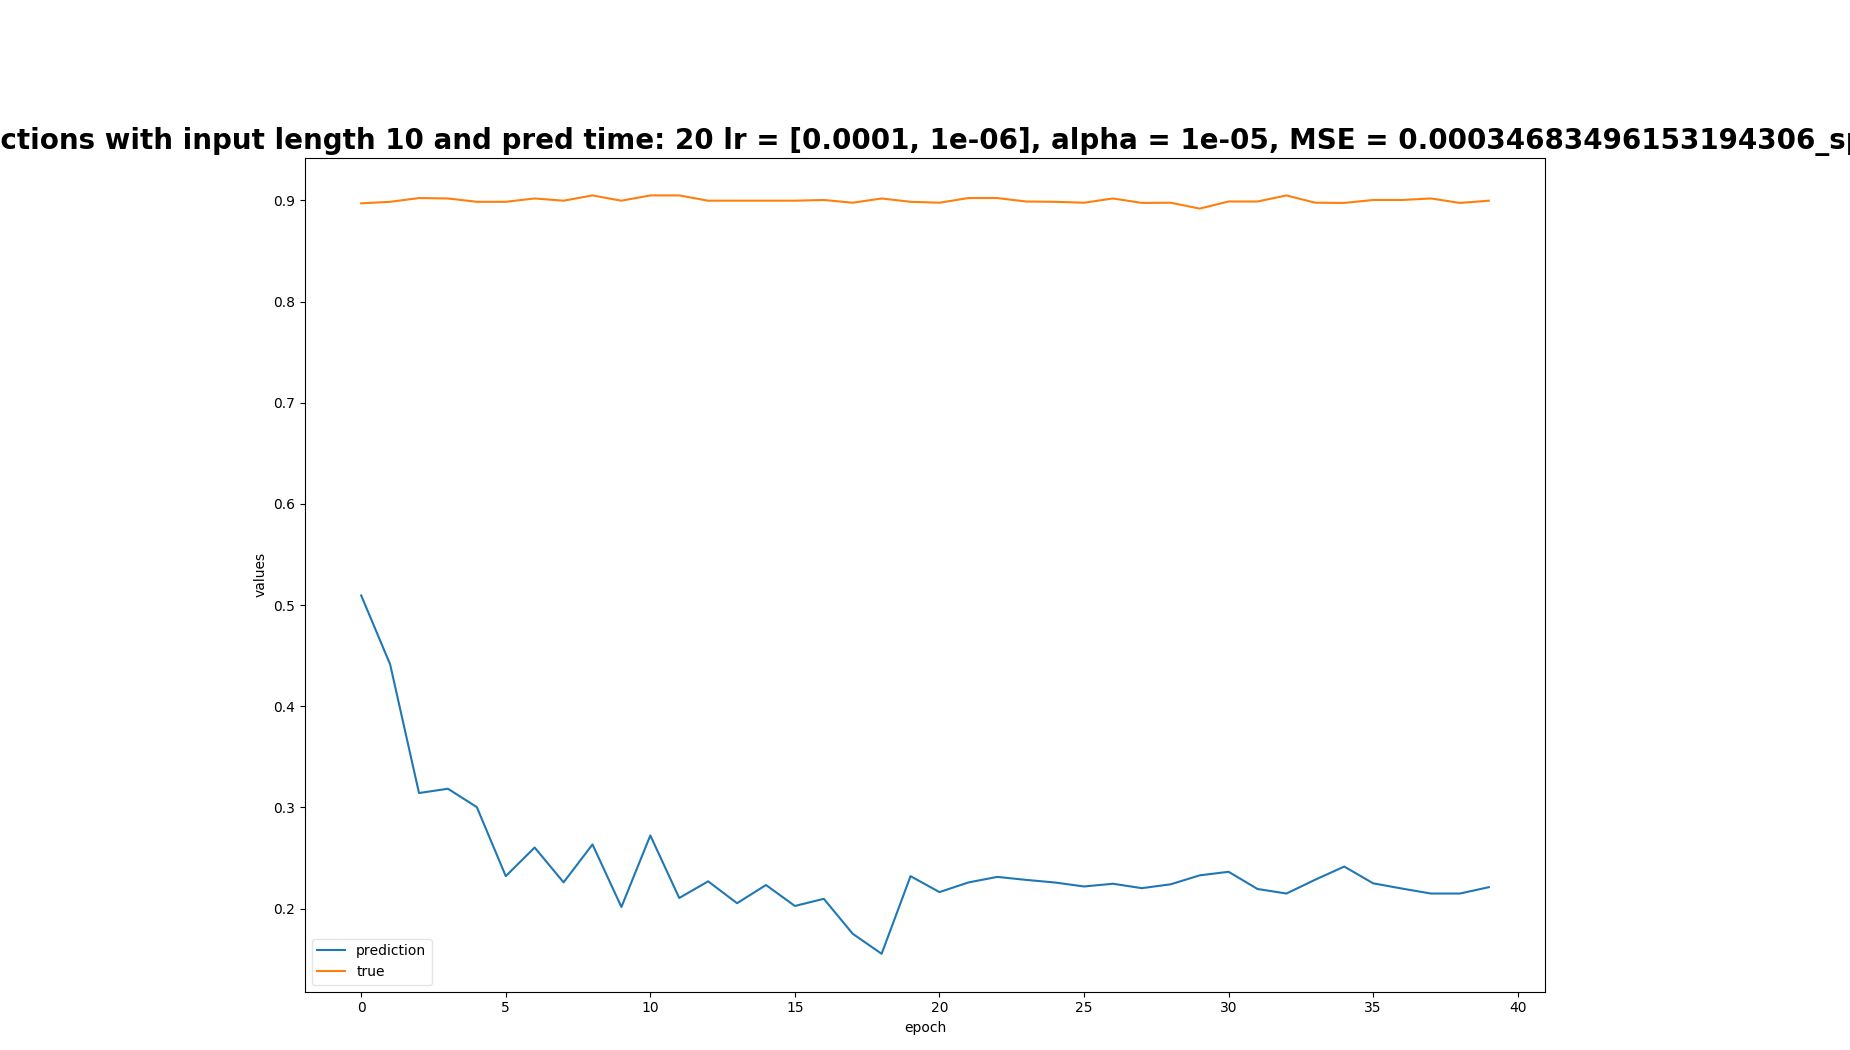 ctions with input length 10 and pred time: 20 lr = [0.0001, 1e-06], alpha = 1e-05, MSE = 0.00034683496153194306_sp
0.9
0.8
0.7
0.6
0.5
0.4
0.3
0.2
values
prediction
true
0 5 10 15 20 25 30 35 40
epoch